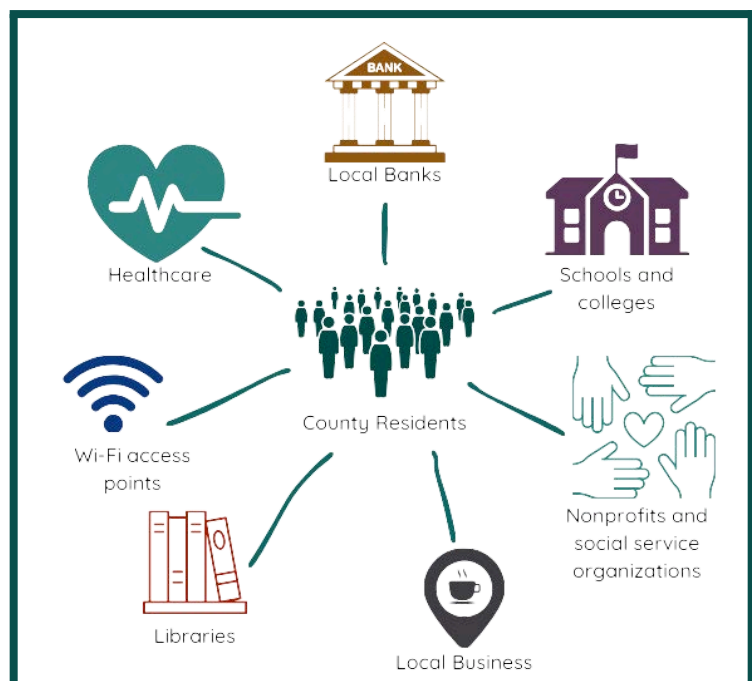 BANK
Local Banks
Healthcare
Schools and
colleges
County Residents
Wi-Fi access
points
Nonprofits and
social service
organizations
Libraries
Local Business